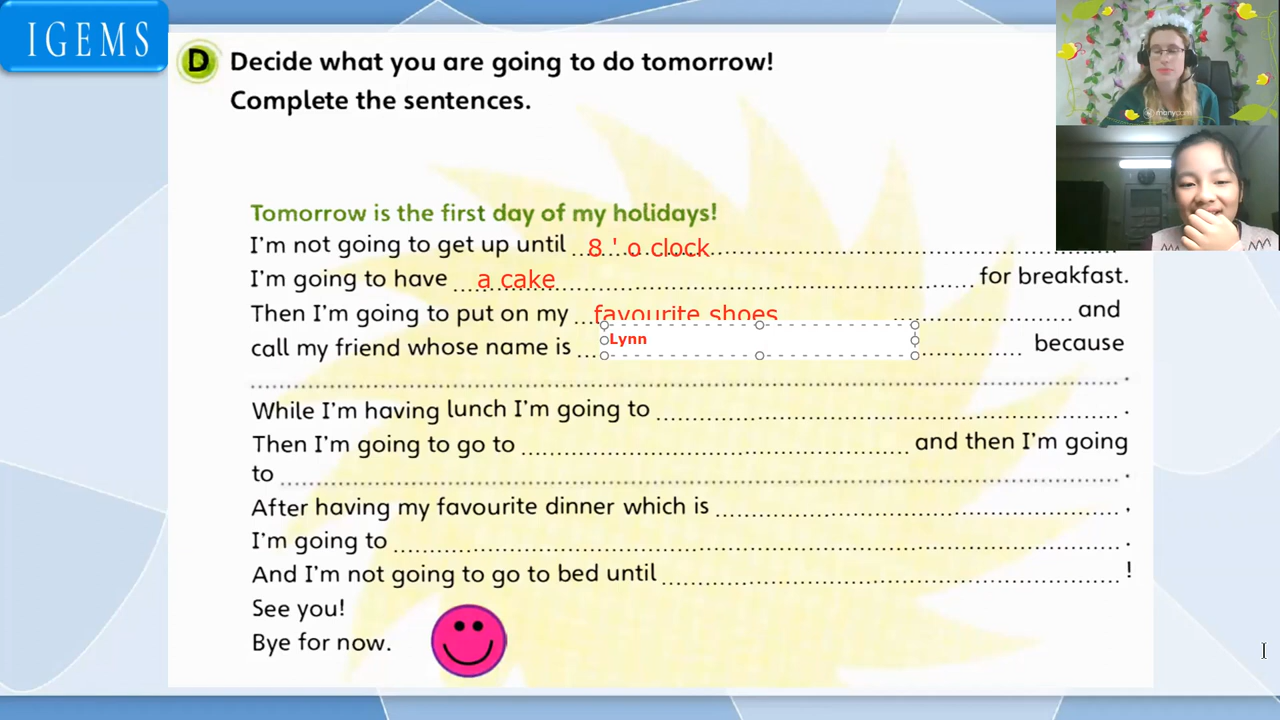 IGEMS
D Decide what you are going to do tomorrow!
Complete the sentences.
Tomorrow is the first day of my holidays!
I'm not going to get up until 8 ' o clock
I'm going to have a cake for breakfast.
Then I'm going to put on my favourite shoes and
call my friend whose name is Lynn because
.
While I'm having lunch I'm going to .
Then I'm going to go to and then I'm going
to .
After having my favourite dinner which is ,
I'm going to .
And I'm not going to go to bed until !
See you!
Bye for now.
manycam